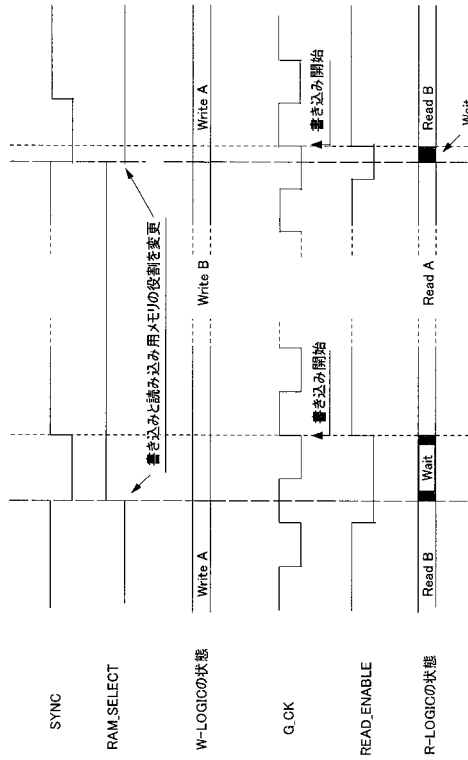 SYNC
RAM_SELECT
書き込みと読み込み用メモリの役割を変更
W-LOGICの状態
Write A
Write B
Write A
G_CK
書き込み開始
書き込み開始
READ_ENABLE
R-LOGICの状態
Read B
Wait
Read A
Read B
Wait